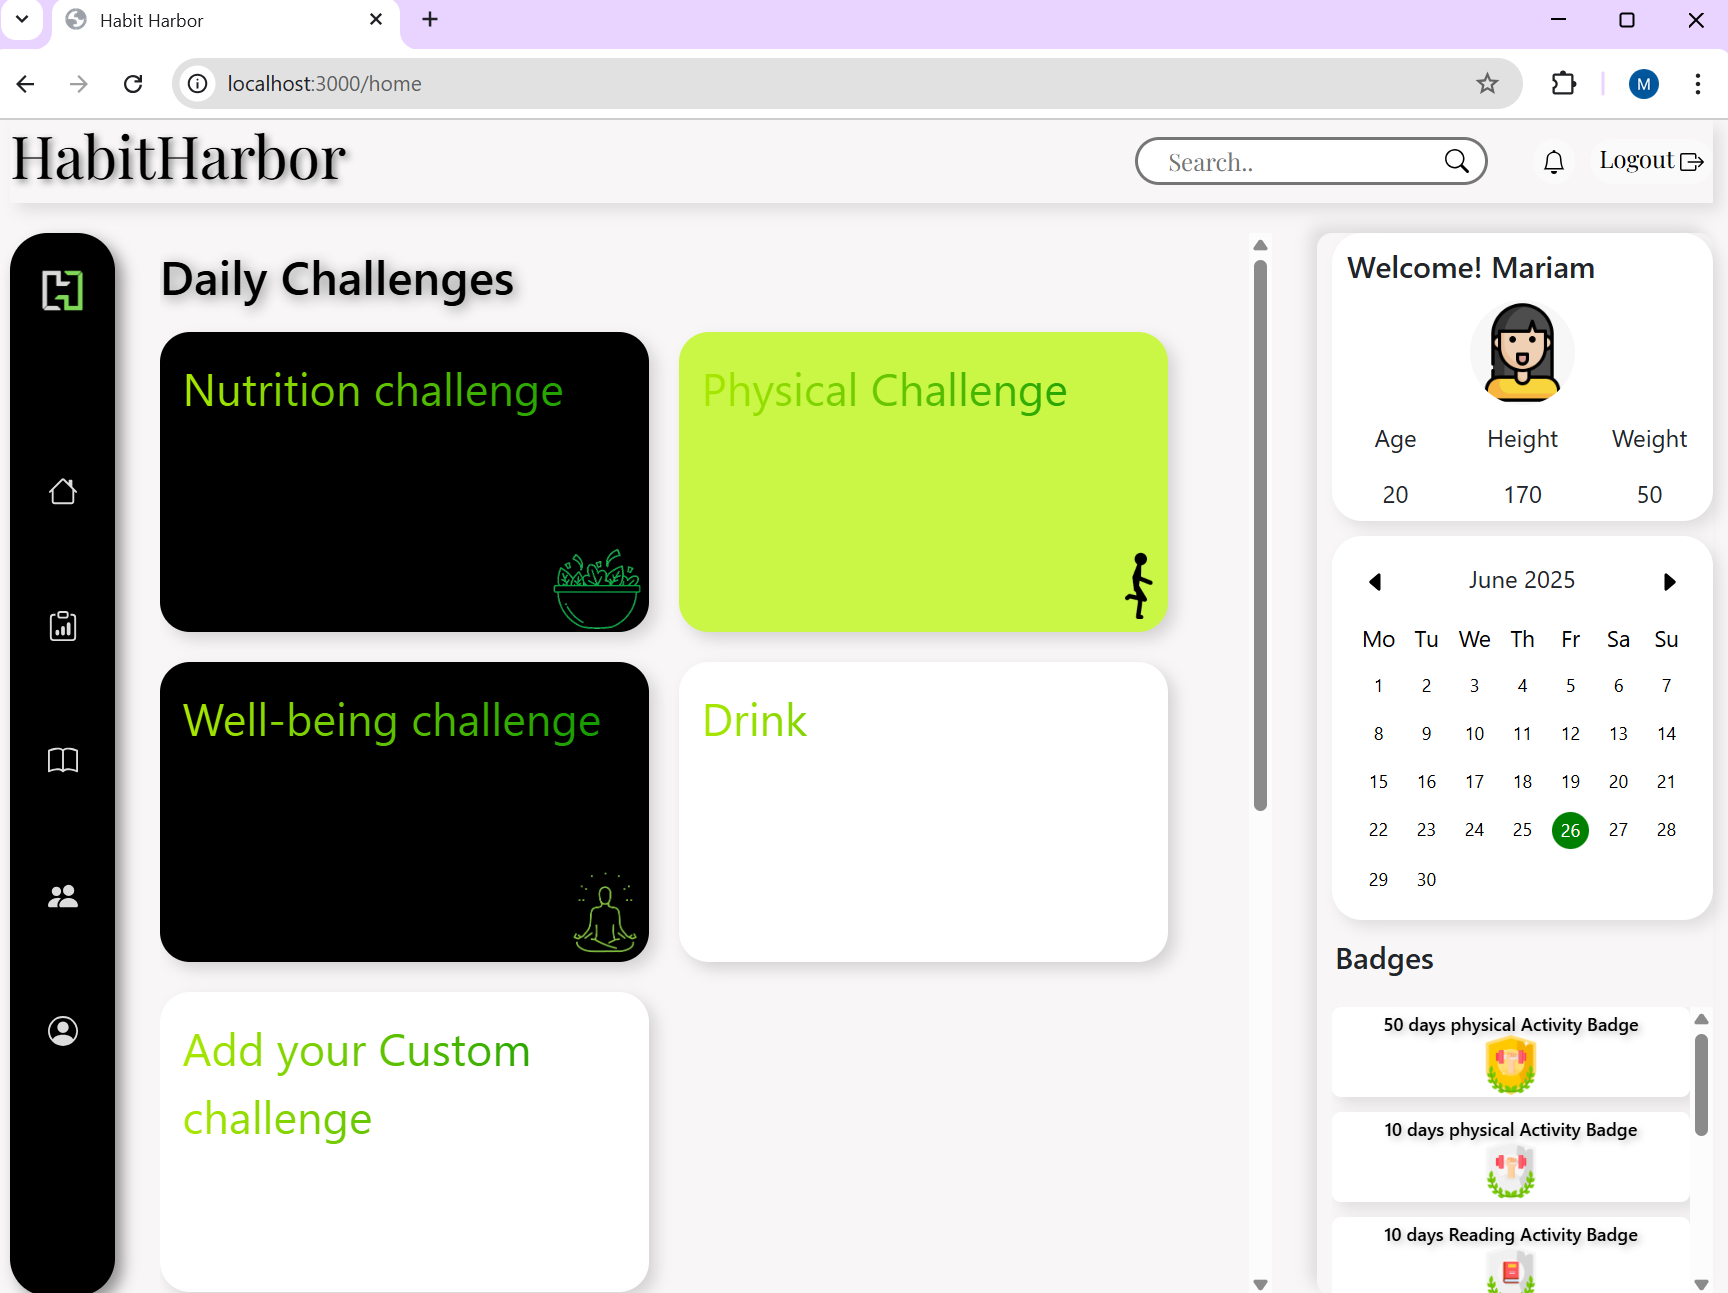 Habit Harbor
localhost:3000/home
M
HabitHarbor
Search..
Logout
Daily Challenges
Nutrition challenge
Physical Challenge
Well-being challenge
Drink
Add your Custom
challenge
Welcome! Mariam
Age Height Weight
20 170 50
June 2025
Mo Tu We Th Fr Sa Su
1 2 3 4 5 6 7
8 9 10 11 12 13 14
15 16 17 18 19 20 21
22 23 24 25 26 27 28
29 30
Badges
50 days physical Activity Badge
10 days physical Activity Badge
10 days Reading Activity Badge